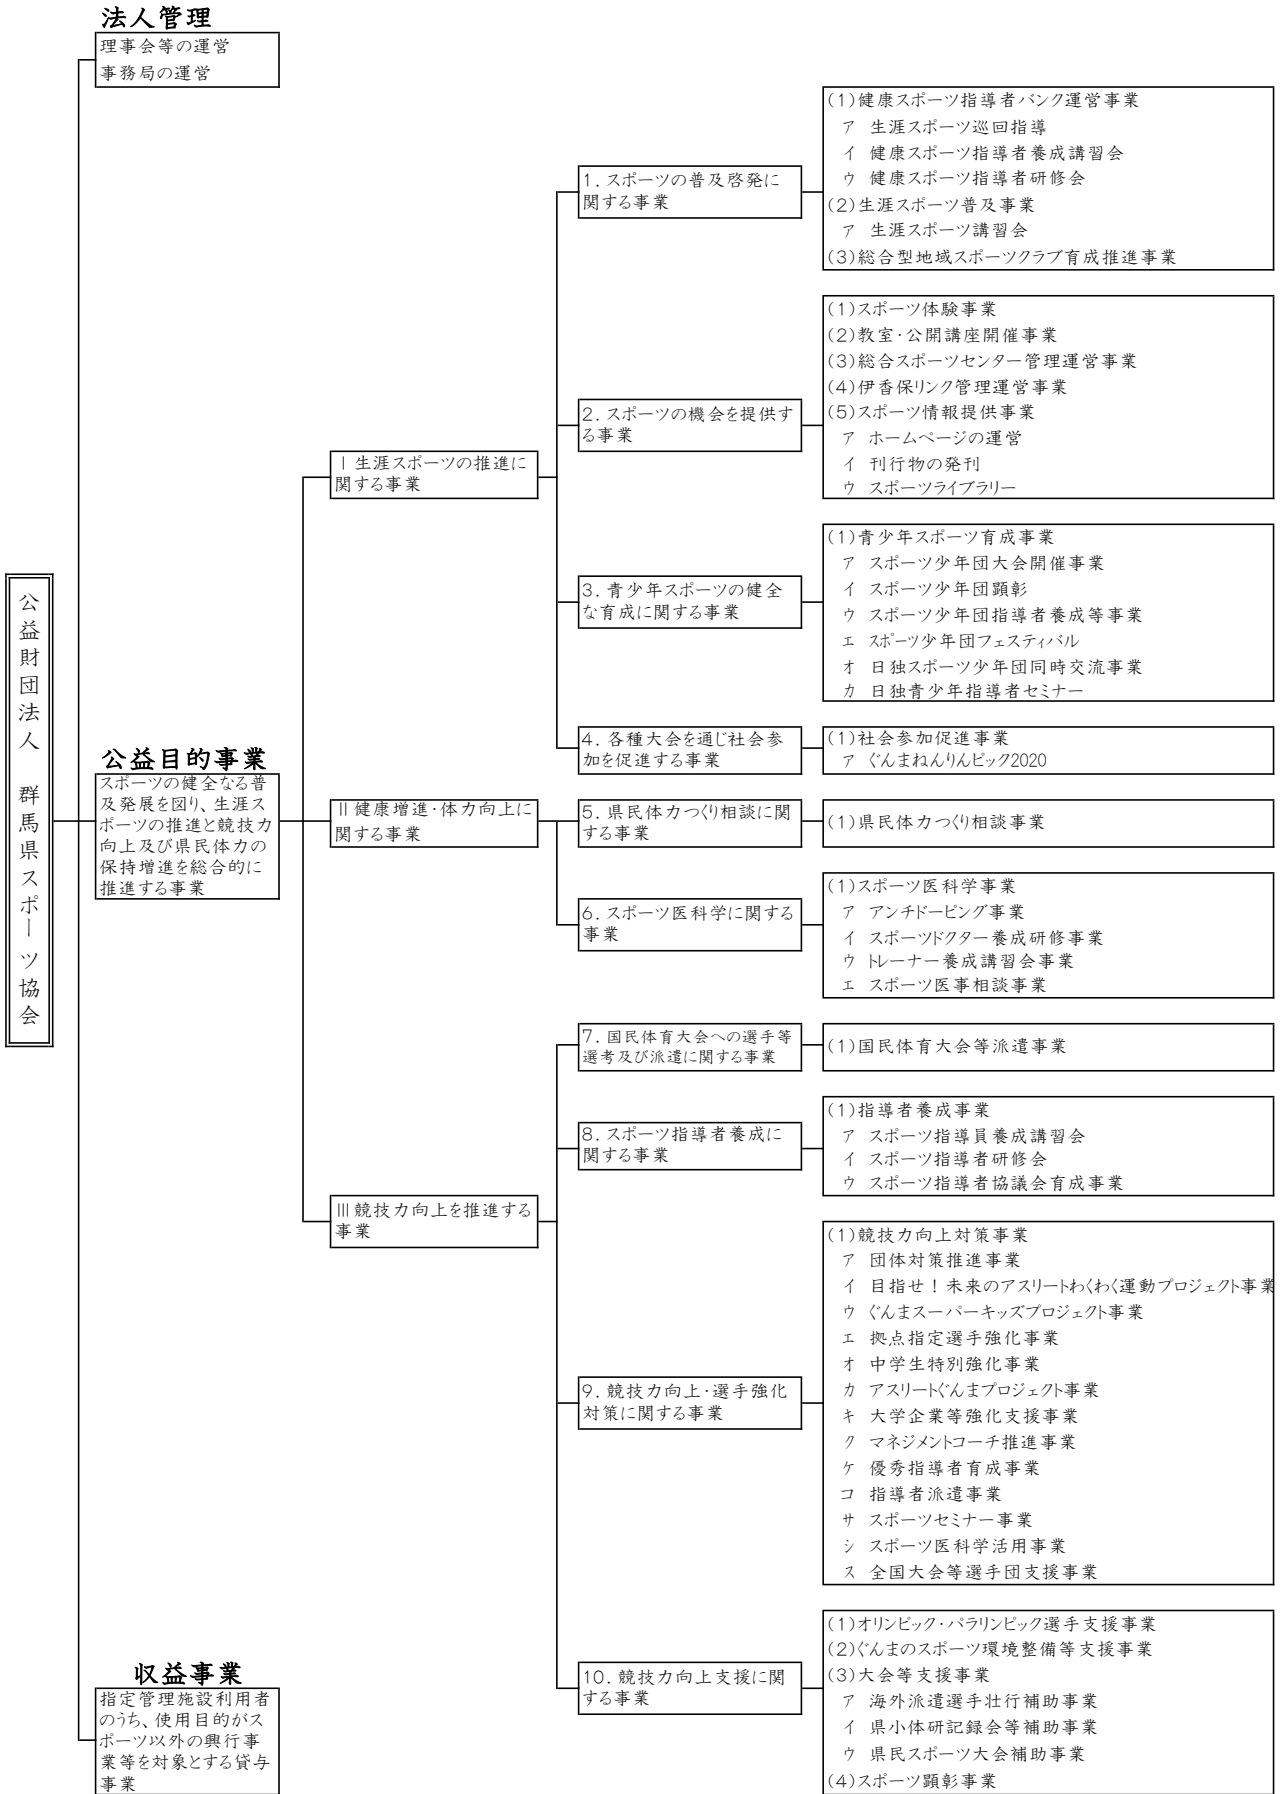 公益財団法人　群馬県スポーツ協会
法人管理
理事会等の運営
事務局の運営
公益目的事業
スポーツの健全なる普
及発展を図り、生涯ス
ポーツの推進と競技力
向上及び県民体力の
保持増進を総合的に
推進する事業
収益事業
指定管理施設利用者
のうち、使用目的がス
ポーツ以外の興行事
業等を対象とする貸与
事業
Ⅰ生涯スポーツの推進に
関する事業
1．スポーツの普及啓発に
関する事業
(1)健康スポーツ指導者バンク運営事業
ア　生涯スポーツ巡回指導
イ　健康スポーツ指導者養成講習会
ウ　健康スポーツ指導者研修会
(2)生涯スポーツ普及事業
ア　生涯スポーツ講習会
(3)総合型地域スポーツクラブ育成推進事業
2．スポーツの機会を提供す
る事業
(1)スポーツ体験事業
(2)教室・公開講座開催事業
(3)総合スポーツセンター管理運営事業
(4)伊香保リンク管理運営事業
(5)スポーツ情報提供事業
ア　ホームページの運営
イ　刊行物の発刊
ウ　スポーツライブラリー
3．青少年スポーツの健全
な育成に関する事業
(1)青少年スポーツ育成事業
ア　スポーツ少年団大会開催事業
イ　スポーツ少年団顕彰
ウ　スポーツ少年団指導者養成等事業
エ　スポーツ少年団フェスティバル
オ　日独スポーツ少年団同時交流事業
カ　日独青少年指導者セミナー
4．各種大会を通じ社会参
加を促進する事業
(1)社会参加促進事業
ア　ぐんまねんりんピック2020
Ⅱ健康増進・体力向上に
関する事業
5．県民体力つくり相談に関
する事業
(1)県民体力つくり相談事業
6．スポーツ医科学に関する
事業
(1)スポーツ医科学事業
ア　アンチドーピング事業
イ　スポーツドクター養成研修事業
ウ　トレーナー養成講習会事業
エ　スポーツ医事相談事業
Ⅲ競技力向上を推進する
事業
7．国民体育大会への選手等
選考及び派遣に関する事業
(1)国民体育大会等派遣事業
8．スポーツ指導者養成に
関する事業
(1)指導者養成事業
ア　スポーツ指導員養成講習会
イ　スポーツ指導者研修会
ウ　スポーツ指導者協議会育成事業
9．競技力向上・選手強化
対策に関する事業
(1)競技力向上対策事業
ア　団体対策推進事業
イ　目指せ！未来のアスリートわくわく運動プロジェクト事業
ウ　ぐんまスーパーキッズプロジェクト事業
エ　拠点指定選手強化事業
オ　中学生特別強化事業
カ　アスリートぐんまプロジェクト事業
キ　大学企業等強化支援事業
ク　マネジメントコーチ推進事業
ケ　優秀指導者育成事業
コ　指導者派遣事業
サ　スポーツセミナー事業
シ　スポーツ医科学活用事業
ス　全国大会等選手団支援事業
10．競技力向上支援に関
する事業
(1)オリンピック・パラリンピック選手支援事業
(2)ぐんまのスポーツ環境整備等支援事業
(3)大会等支援事業
ア　海外派遣選手壮行補助事業
イ　県小体研記録会等補助事業
ウ　県民スポーツ大会補助事業
(4)スポーツ顕彰事業